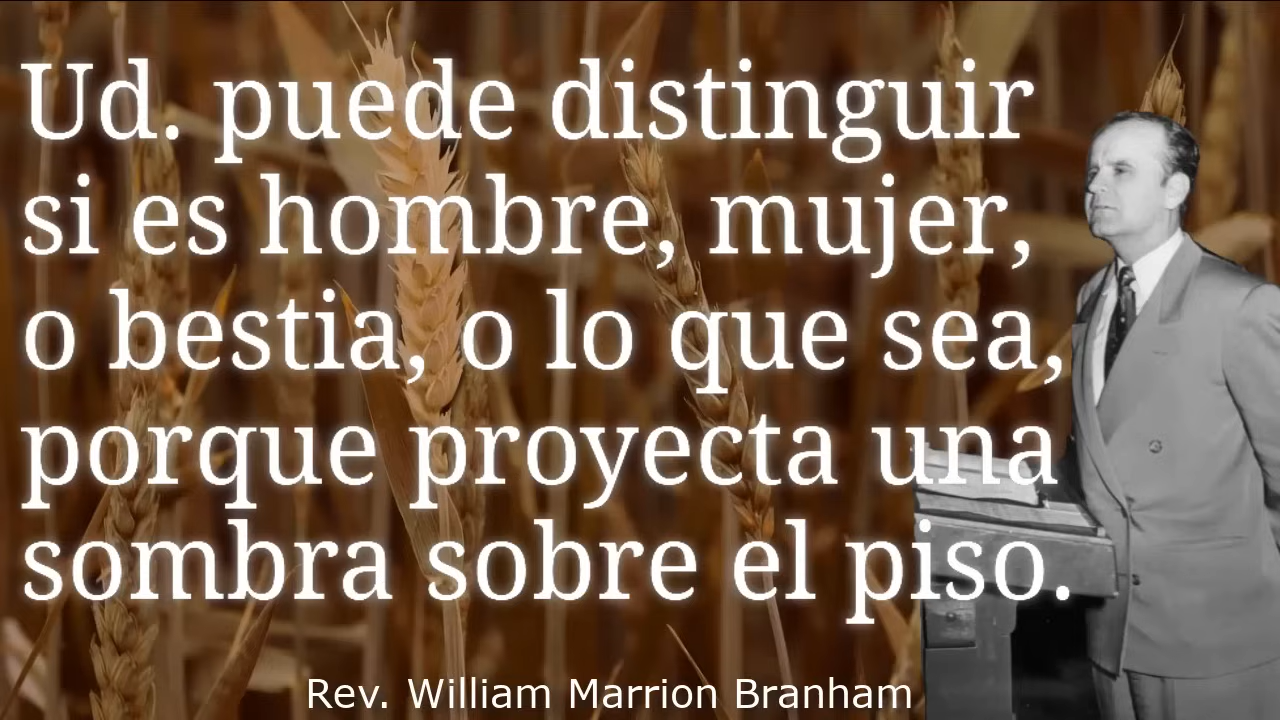 Ud. puede distinguir
si es hombre, mujer,
o bestia, o lo que sea,
porque proyecta una
sombra sobre el piso.
Rev. William Marrion Branham